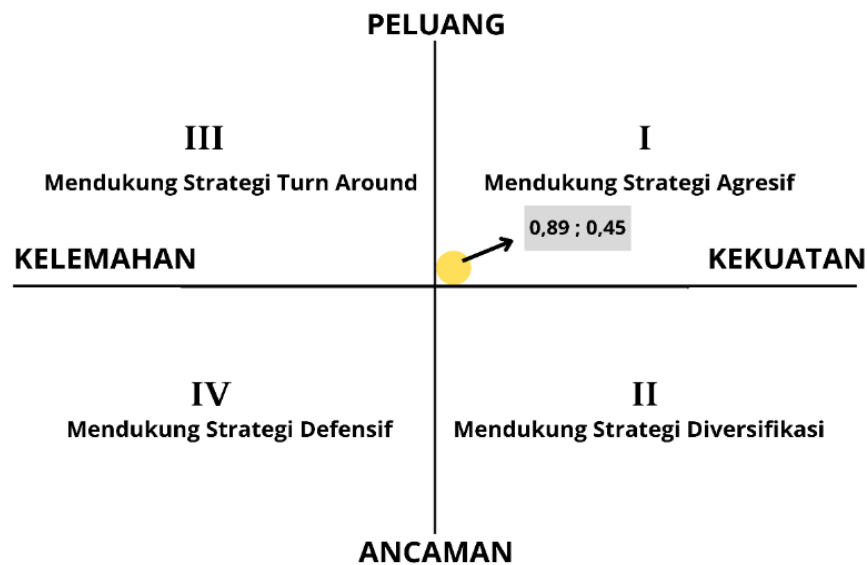 PELUANG
III
I
Mendukung Strategi Turn Around
Mendukung Strategi Agresif
0,89 ; 0,45
KELEMAHAN
KEKUATAN
IV
II
Mendukung Strategi Defensif
Mendukung Strategi Diversifikasi
ANCAMAN